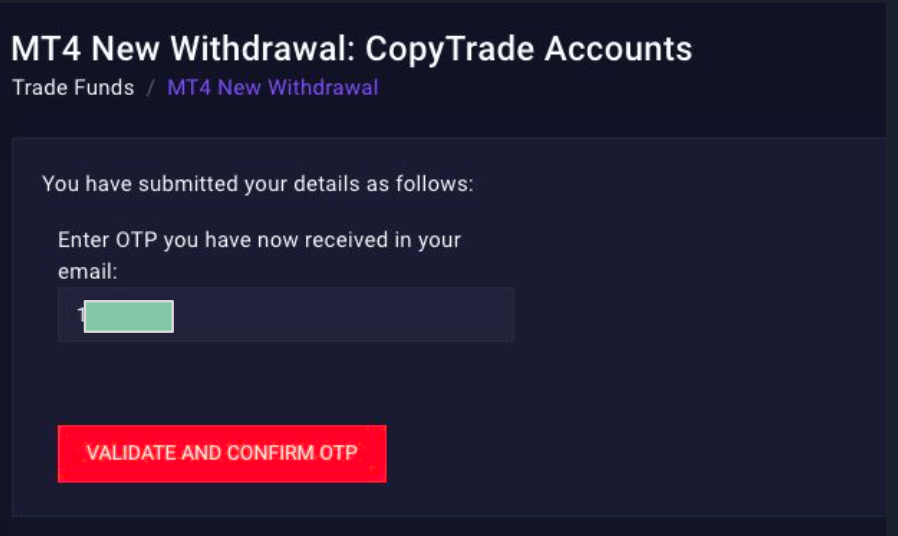 MT4 New Withdrawal: CopyTrade Accounts
Trade Funds / MT4 New Withdrawal
You have submitted your details as follows:
Enter OTP you have now received in your
email:
1
VALIDATE AND CONFIRM OTP